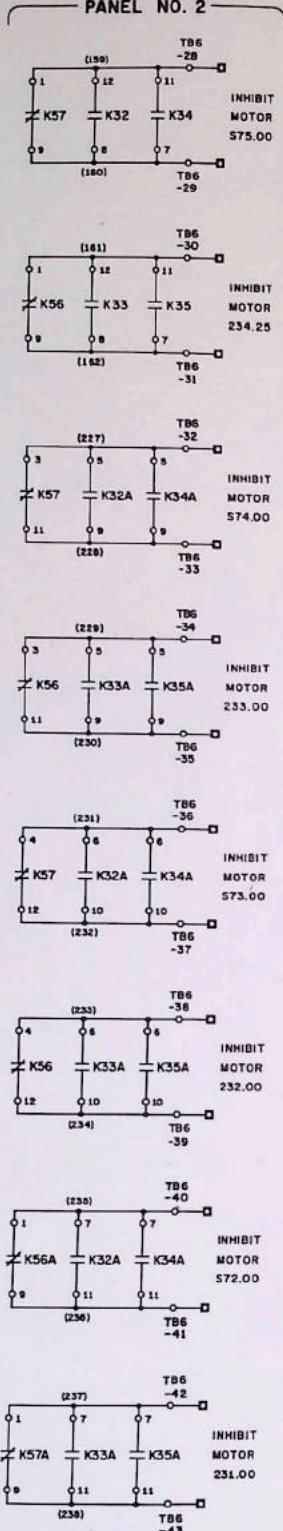 PANEL NO. 2
(159)
TB6
-28
1 12 11
K57 K32 K34
9 8 7
(160)
TB6
-29
INHIBIT
MOTOR
S75.00
(161)
TB6
-30
1 12 11
K56 K33 K35
9 8 7
(162)
TB6
-31
INHIBIT
MOTOR
234.25
(227)
TB6
-32
3 5 5
K57 K32A K34A
11 9 9
(228)
TB6
-33
INHIBIT
MOTOR
S74.00
(229)
TB6
-34
3 5 5
K56 K33A K35A
11 9 9
(230)
TB6
-35
INHIBIT
MOTOR
233.00
(231)
TB6
-36
4 6 6
K57 K32A K34A
12 10 10
(232)
TB6
-37
INHIBIT
MOTOR
S73.00
(233)
TB6
-38
4 6 6
K56 K33A K35A
12 10 10
(234)
TB6
-39
INHIBIT
MOTOR
232.00
(235)
TB6
-40
1 7 7
K56A K32A K34A
9 11 11
(236)
TB6
-41
INHIBIT
MOTOR
S72.00
(237)
TB6
-42
1 7 7
K57A K33A K35A
9 11 11
(238)
TB6
-43
INHIBIT
MOTOR
231.00